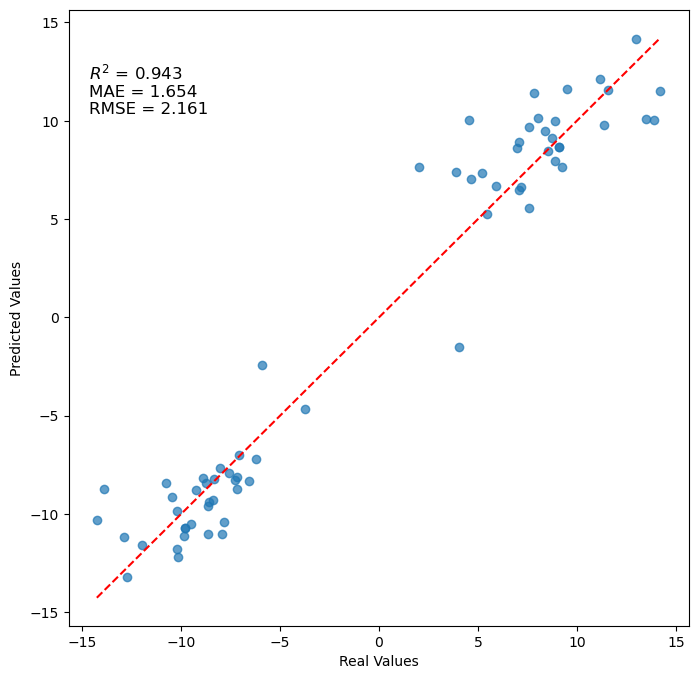 15
10
5
0
−5
−10
−15
R² = 0.943
MAE = 1.654
RMSE = 2.161
Predicted Values
−15 −10 −5 0 5 10 15
Real Values